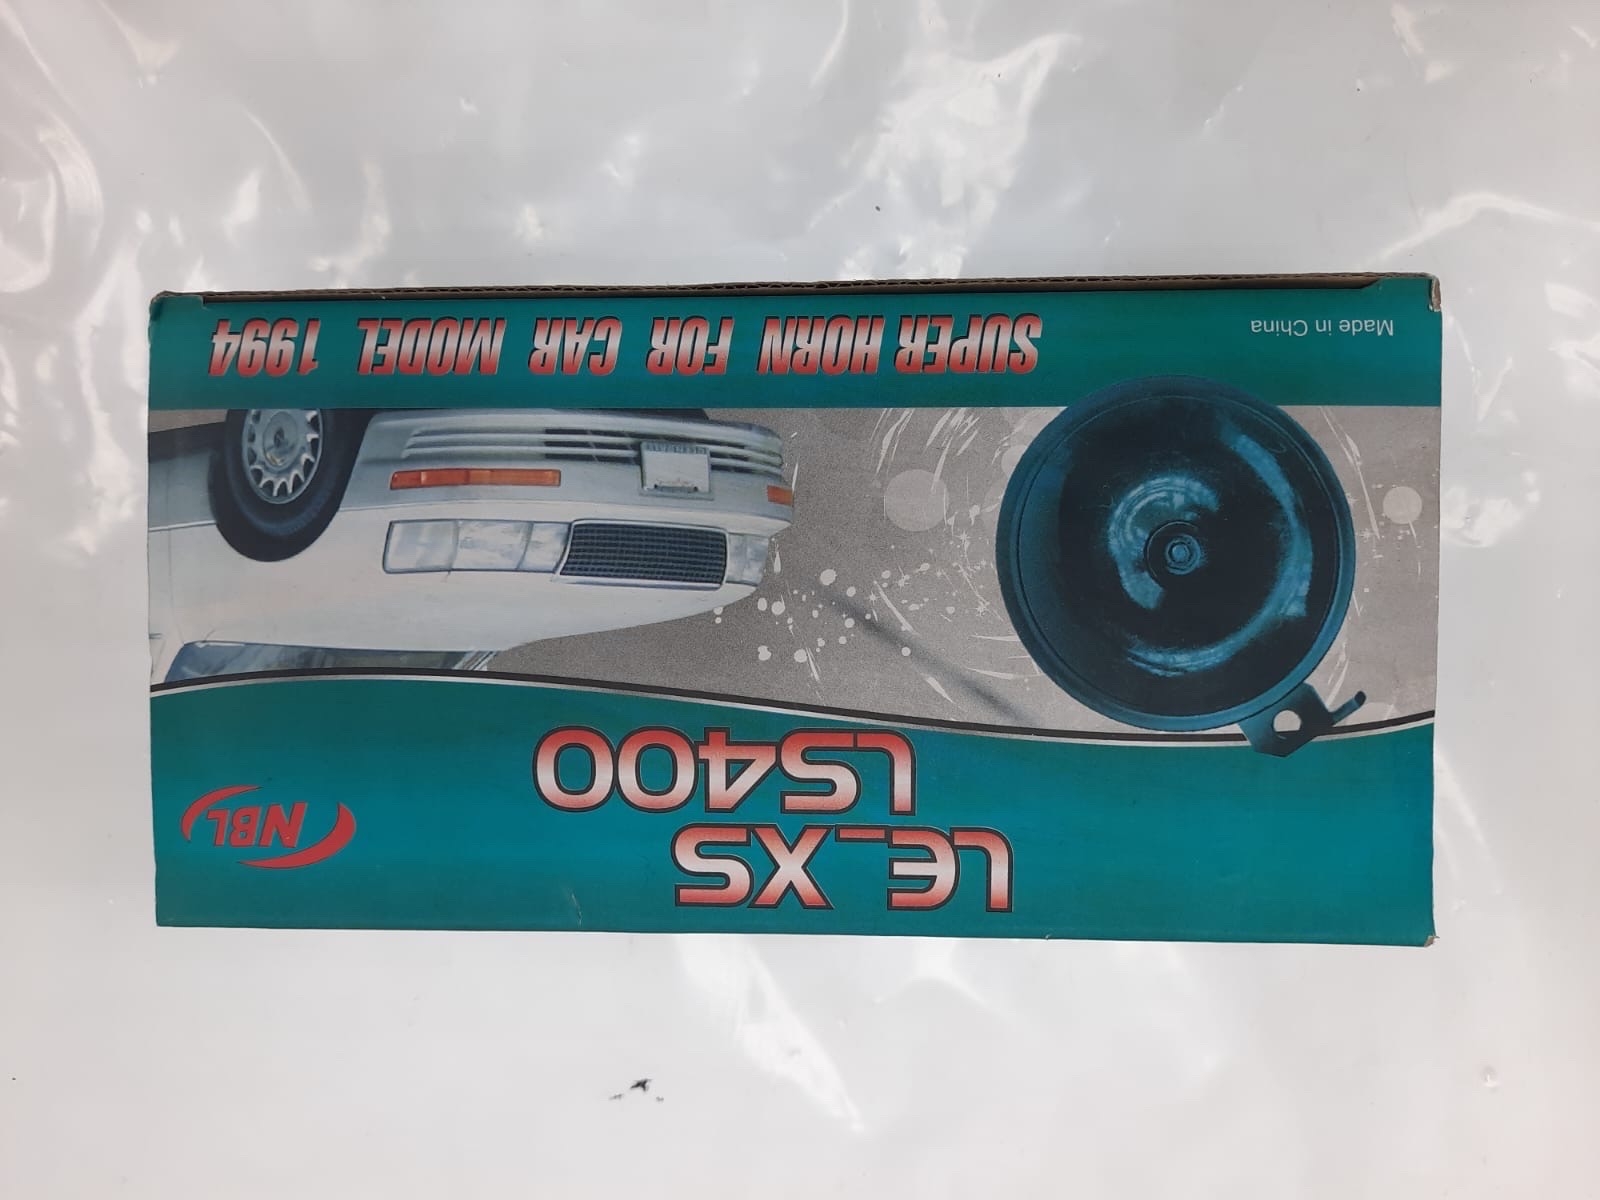 LE_XS
LS400
NBL
SUPER HORN FOR CAR MODEL 1994
Made in China